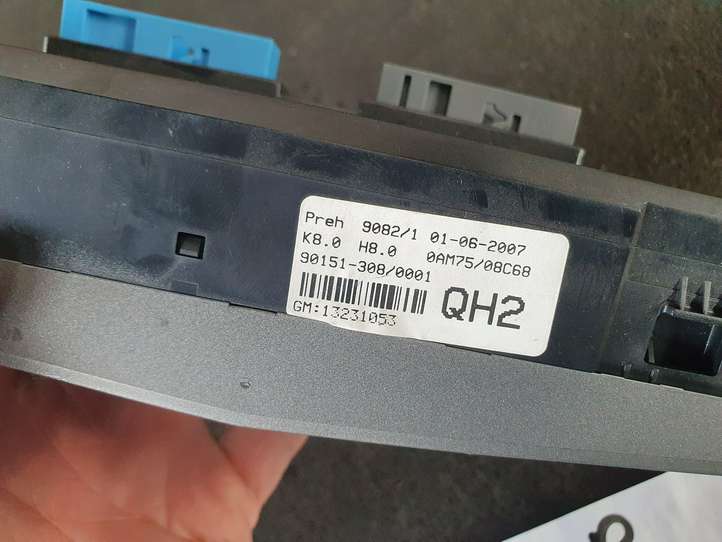 Preh 9082/1 01-06-2007
K8.0 H8.0 0AM75/08C68
90151-308/0001
GM:13231053
QH2